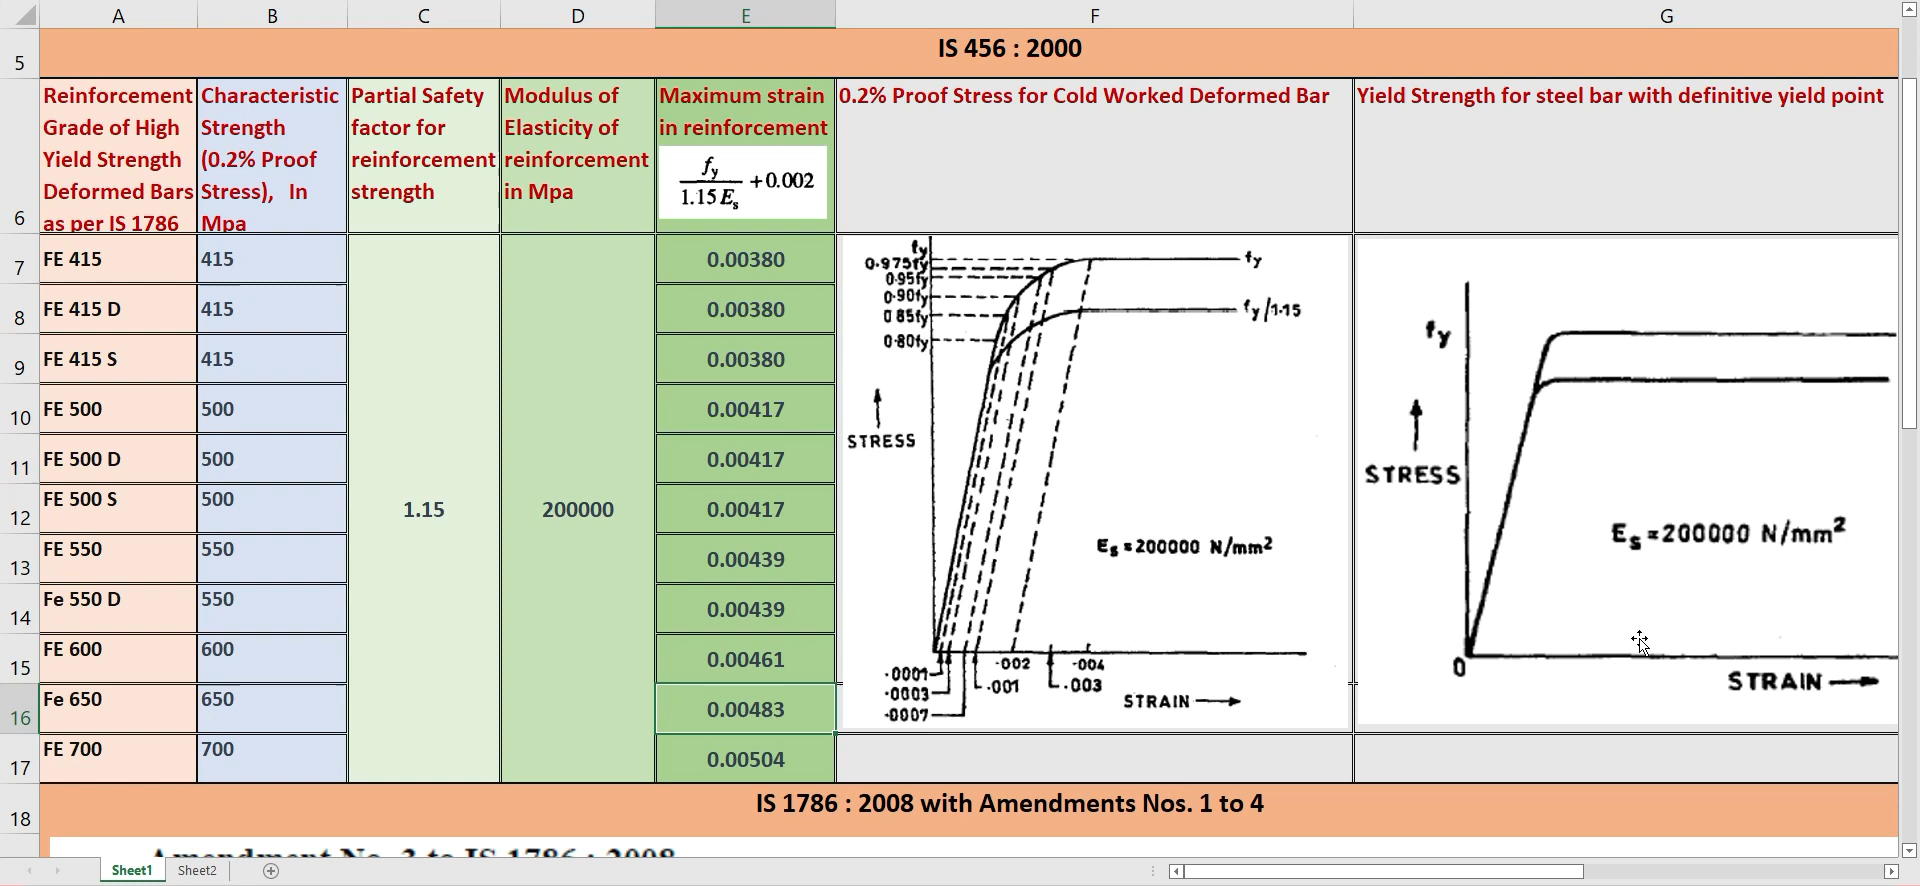 A B C D E F G
5 IS 456 : 2000
Reinforcement
Grade of High
Yield Strength
Deformed Bars
as per IS 1786
Characteristic
Strength
(0.2% Proof
Stress), In
Mpa
Partial Safety
factor for
reinforcement
strength
Modulus of
Elasticity of
reinforcement
in Mpa
Maximum strain
in reinforcement
fy
1.15 Es
+0.002
0.2% Proof Stress for Cold Worked Deformed Bar
Yield Strength for steel bar with definitive yield point
6
7 FE 415 415 0.00380
8 FE 415 D 415 0.00380
9 FE 415 S 415 0.00380
10 FE 500 500 0.00417
11 FE 500 D 500 0.00417
12 FE 500 S 500 1.15 200000 0.00417
13 FE 550 550 0.00439
14 Fe 550 D 550 0.00439
15 FE 600 600 0.00461
16 Fe 650 650 0.00483
17 FE 700 700 0.00504
fy
0.975fy
0.95fy
0.90fy
0.85fy
0.80fy
fy
fy/1.15
STRESS
Es=200000 N/mm²
.0001
.0003
.0007
.001
.002
.003
.004
STRAIN
fy
STRESS
Es=200000 N/mm²
0
STRAIN
18 IS 1786 : 2008 with Amendments Nos. 1 to 4
Amendment No. 3 to IS 1786 : 2008
Sheet1 Sheet2